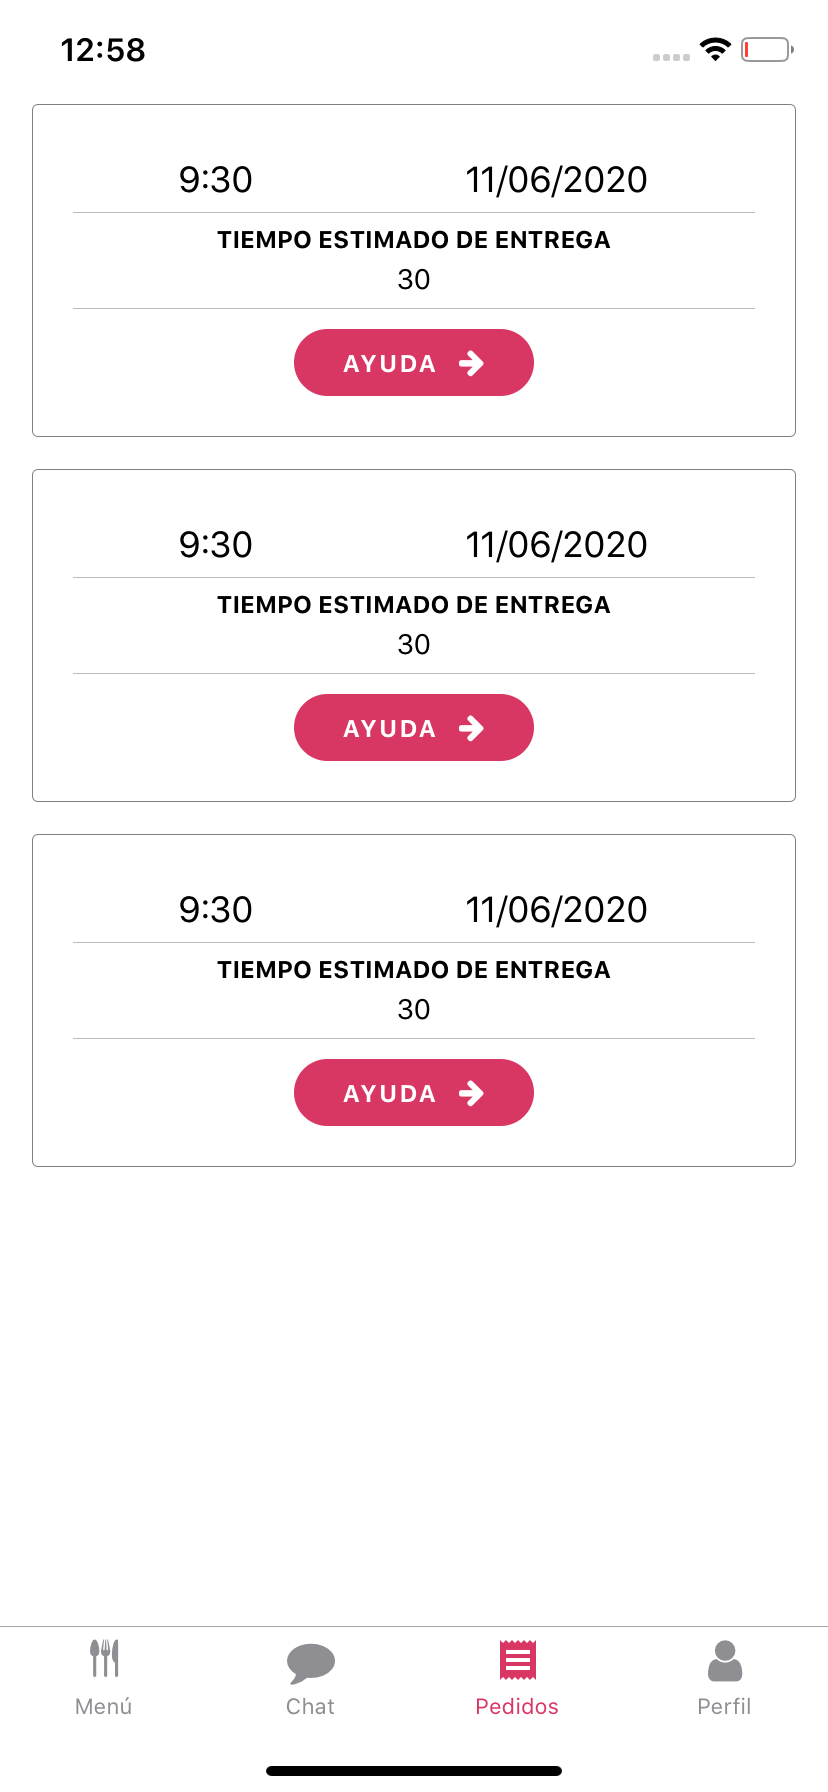 12:58
9:30 11/06/2020
TIEMPO ESTIMADO DE ENTREGA
30
AYUDA
9:30 11/06/2020
TIEMPO ESTIMADO DE ENTREGA
30
AYUDA
9:30 11/06/2020
TIEMPO ESTIMADO DE ENTREGA
30
AYUDA
Menú Chat Pedidos Perfil